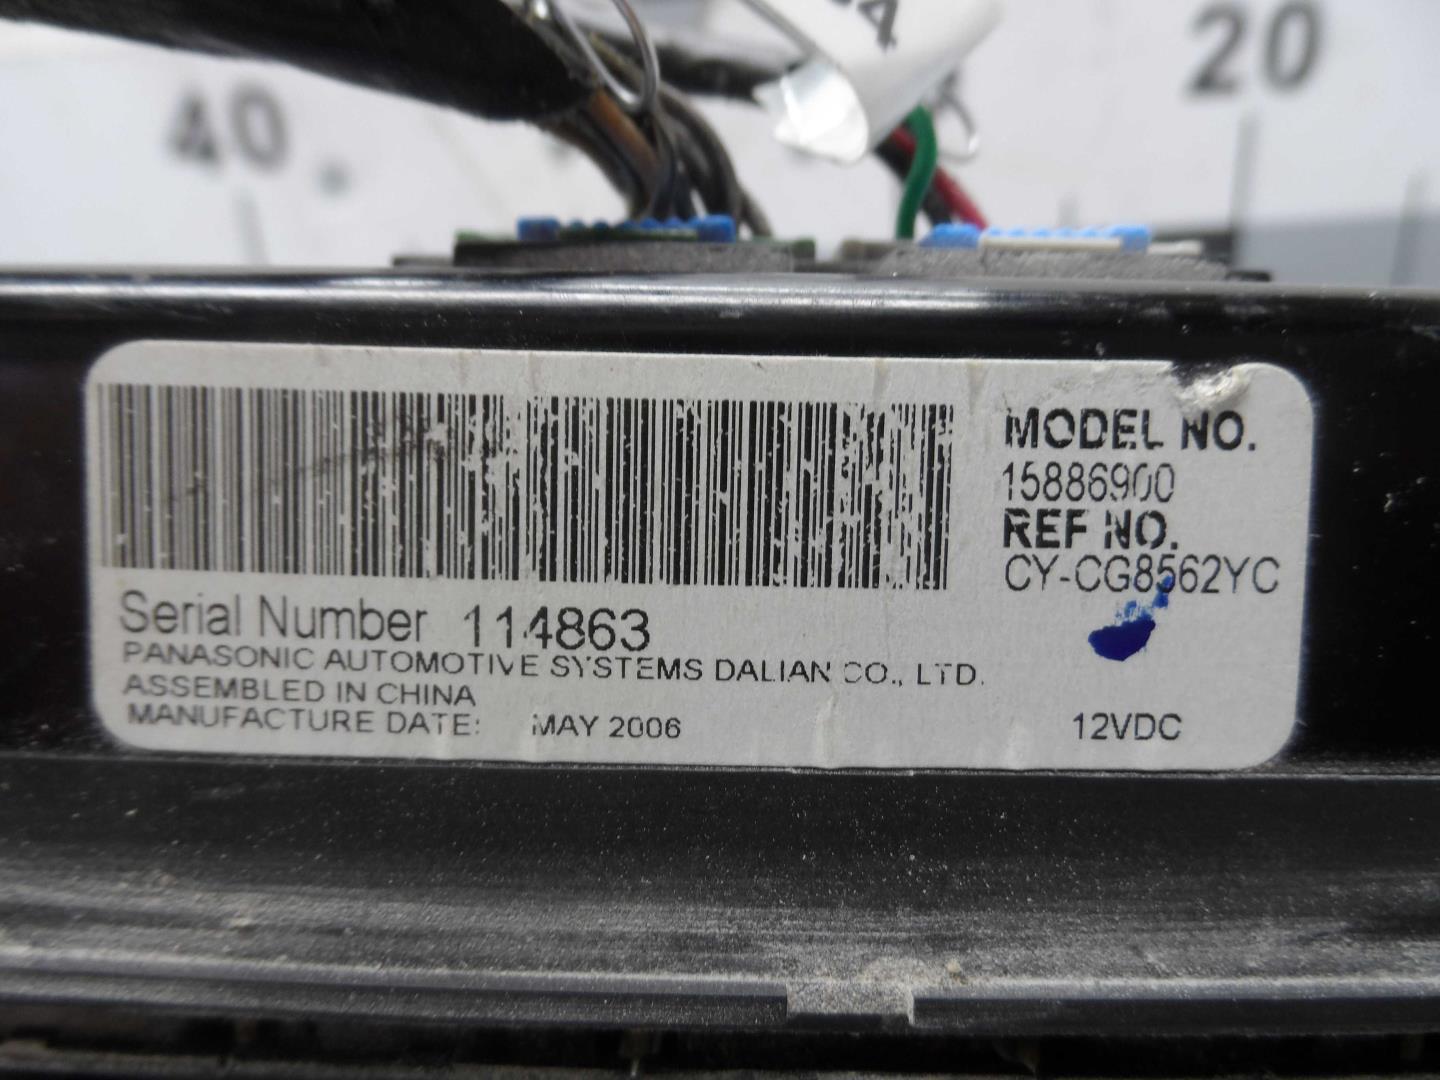 40
20
MODEL NO.
15886900
REF NO.
CY-CG8562YC
Serial Number 114863
PANASONIC AUTOMOTIVE SYSTEMS DALIAN CO., LTD.
ASSEMBLED IN CHINA
MANUFACTURE DATE: MAY 2006
12VDC